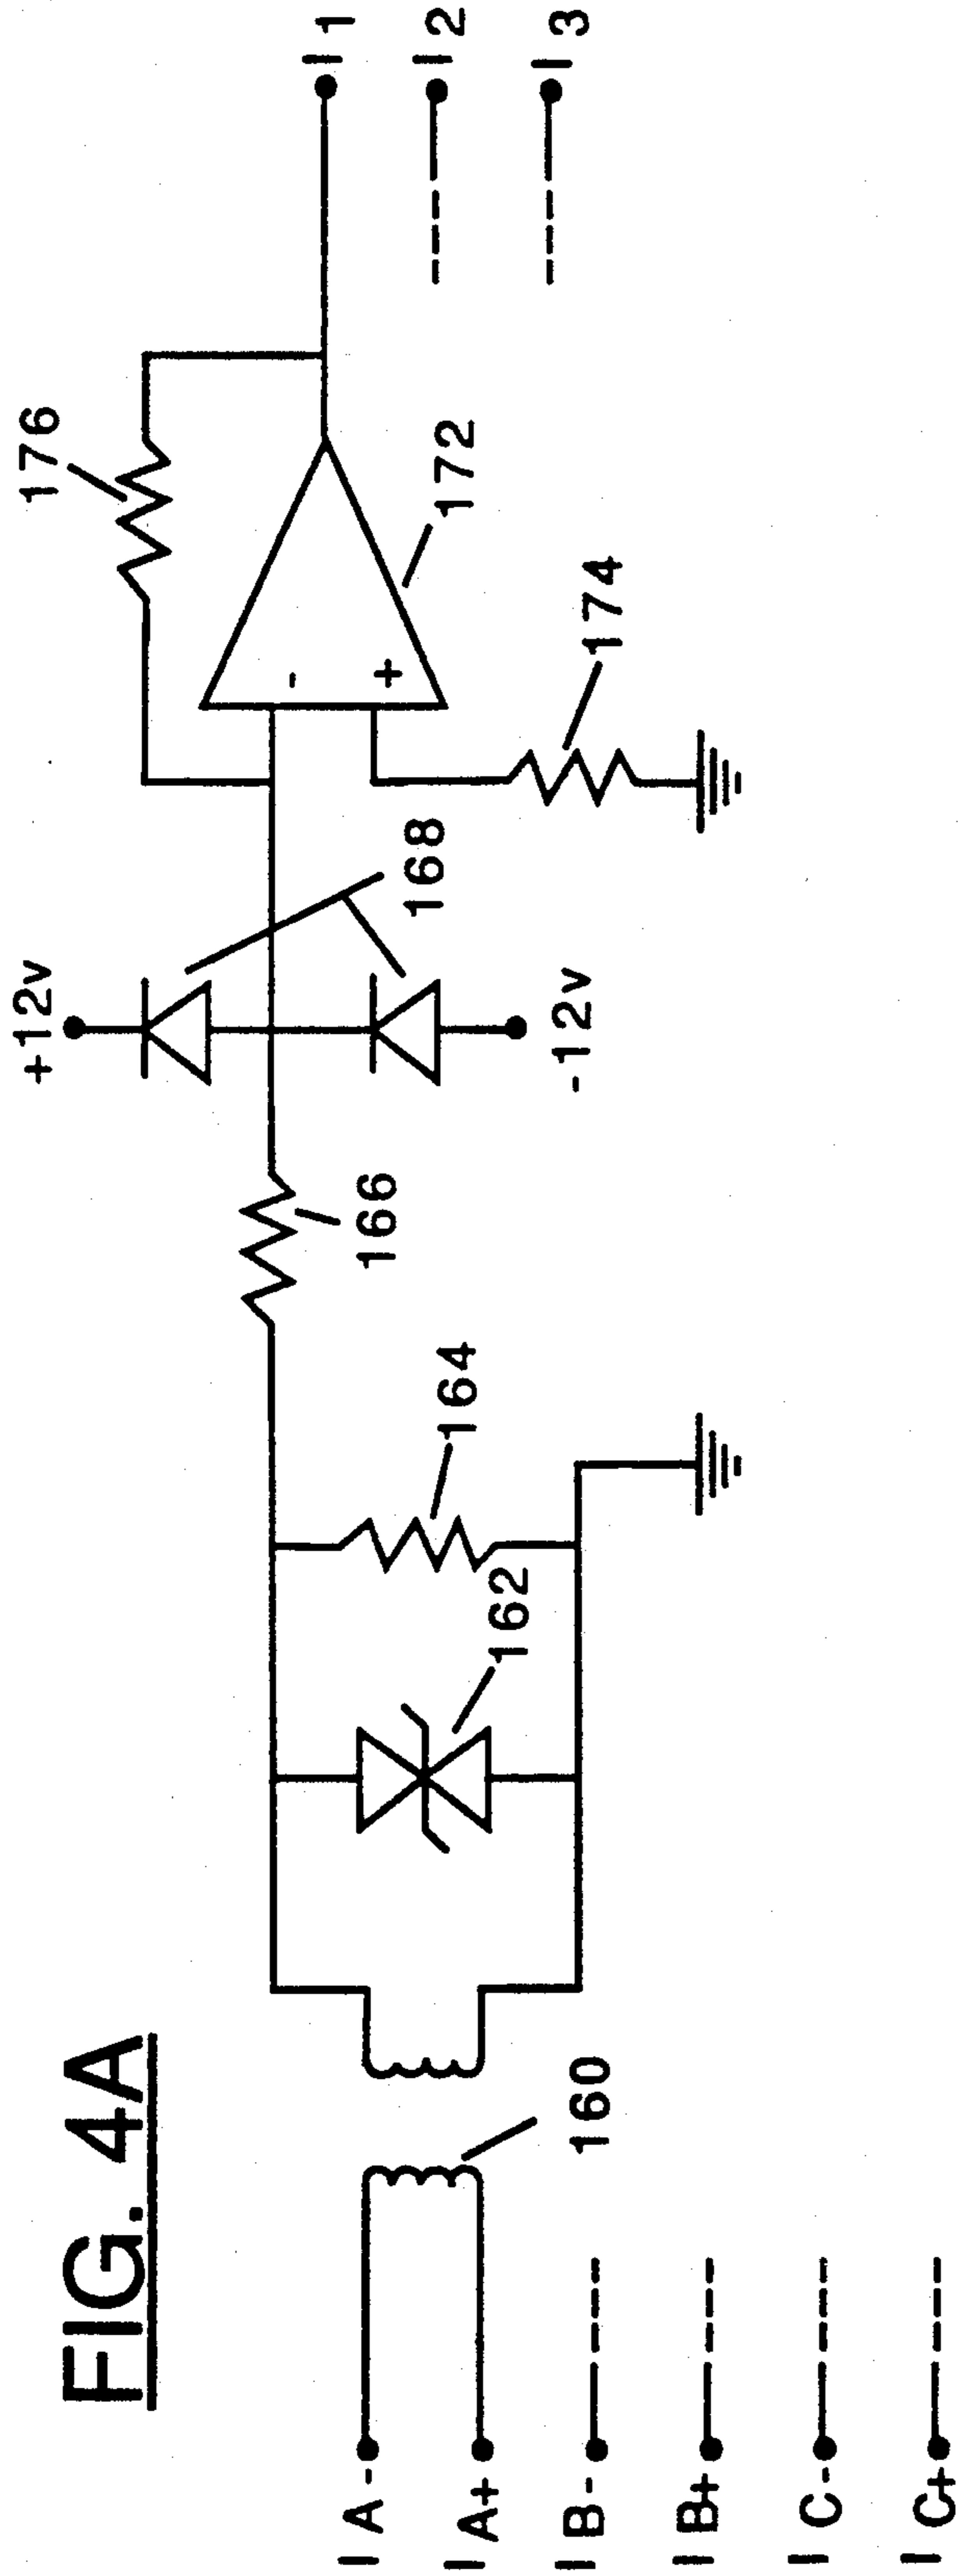 FIG. 4A
I A-
I A+
I B-
I B+
I C-
I C+
160
162
164
166
+12v
-12v
168
-
+
172
174
176
I 1
I 2
I 3